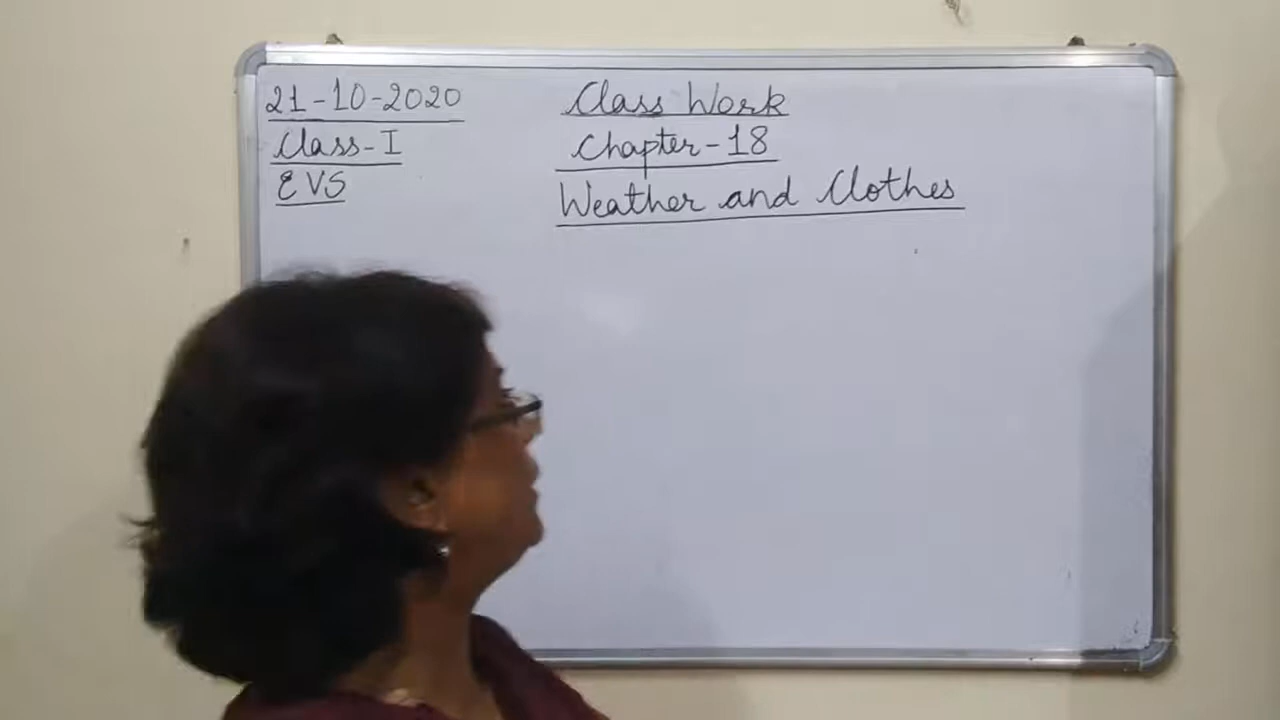 21-10-2020
Class-I
EVS
Class Work
Chapter-18
Weather and Clothes